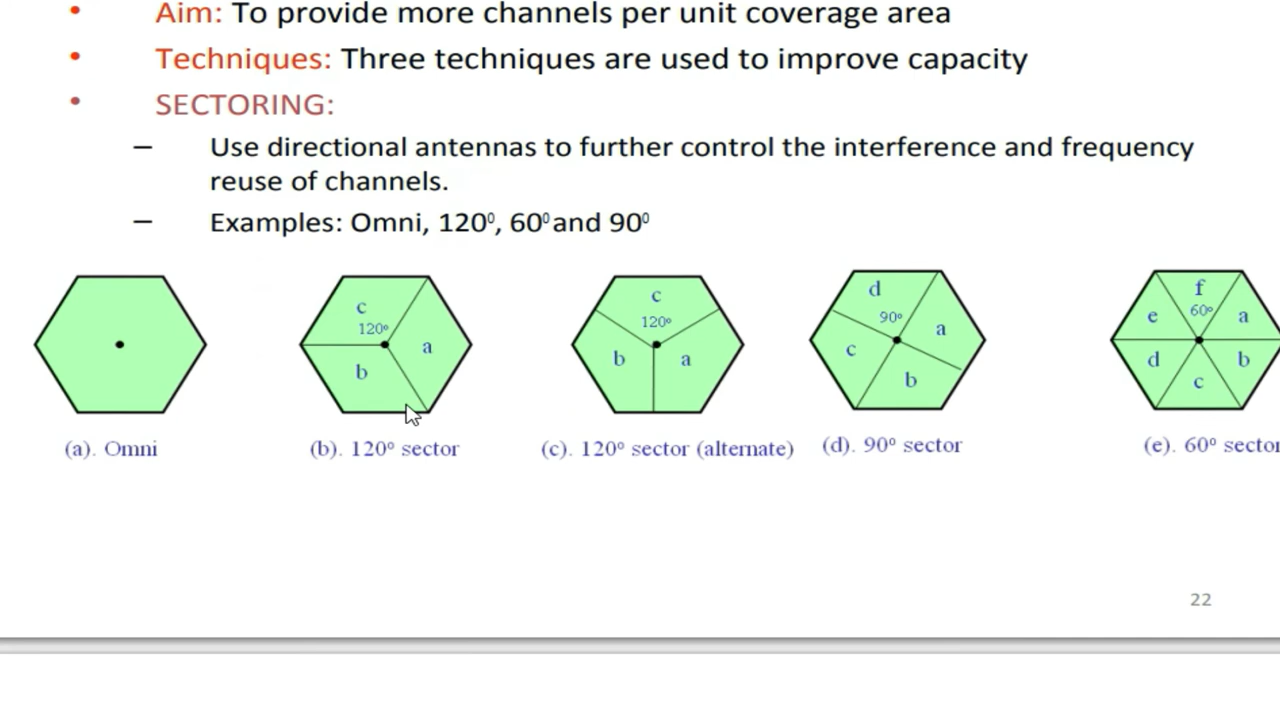 • Aim: To provide more channels per unit coverage area
• Techniques: Three techniques are used to improve capacity
• SECTORING:
– Use directional antennas to further control the interference and frequency
reuse of channels.
– Examples: Omni, 120⁰, 60⁰ and 90⁰
c
120º
a
b
c
120º
b
a
d
90º
a
c
b
f
60º
e
a
d
b
c
(a). Omni
(b). 120º sector
(c). 120º sector (alternate)
(d). 90º sector
(e). 60º sector
22